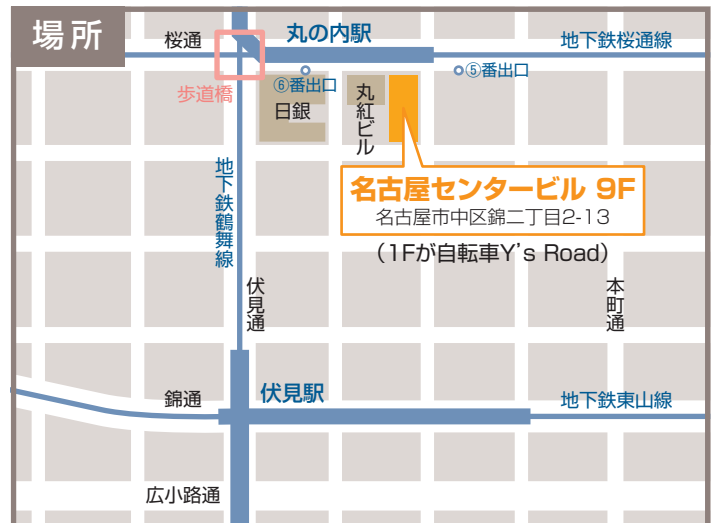 場所
桜通
丸の内駅
地下鉄桜通線
歩道橋
⑥番出口
⑤番出口
日銀
丸紅ビル
名古屋センタービル 9F
名古屋市中区錦二丁目2-13
（1Fが自転車Y's Road）
地下鉄鶴舞線
伏見通
本町通
錦通
伏見駅
地下鉄東山線
広小路通